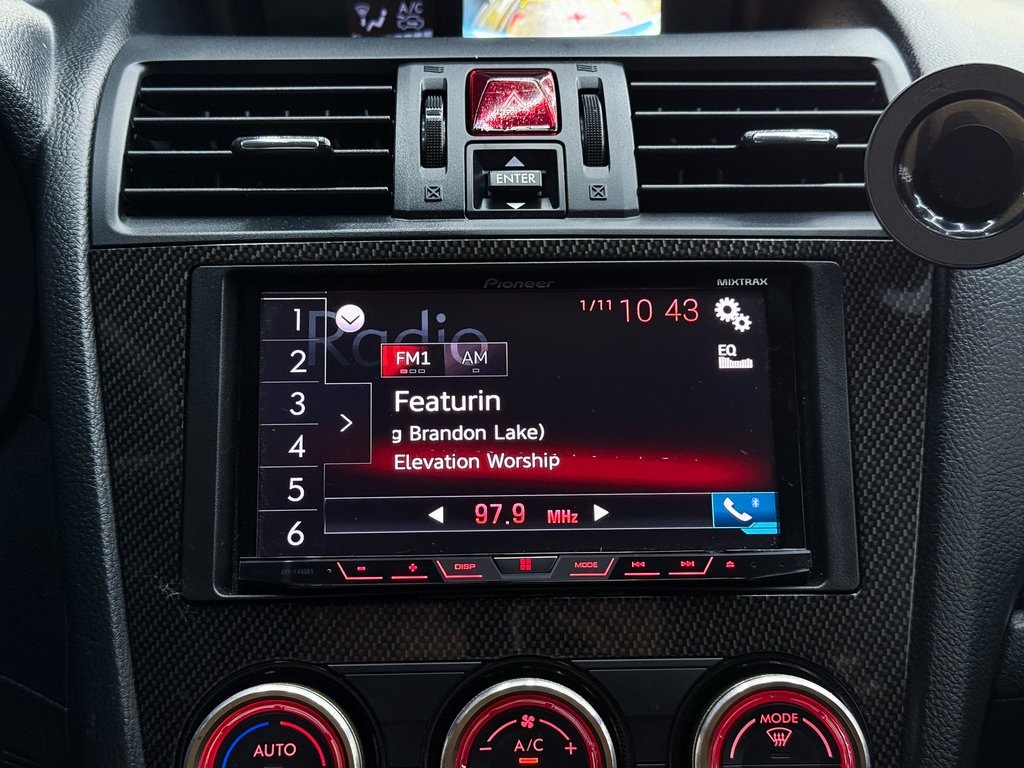 A/C
ENTER
Pioneer
MIXTRAX
Radio
1/11 10 43
1
2
3
4
5
6
FM1
AM
EQ
Featurin
g Brandon Lake)
Elevation Worship
97.9 MHz
DISP
MODE
AUTO
A/C
MODE